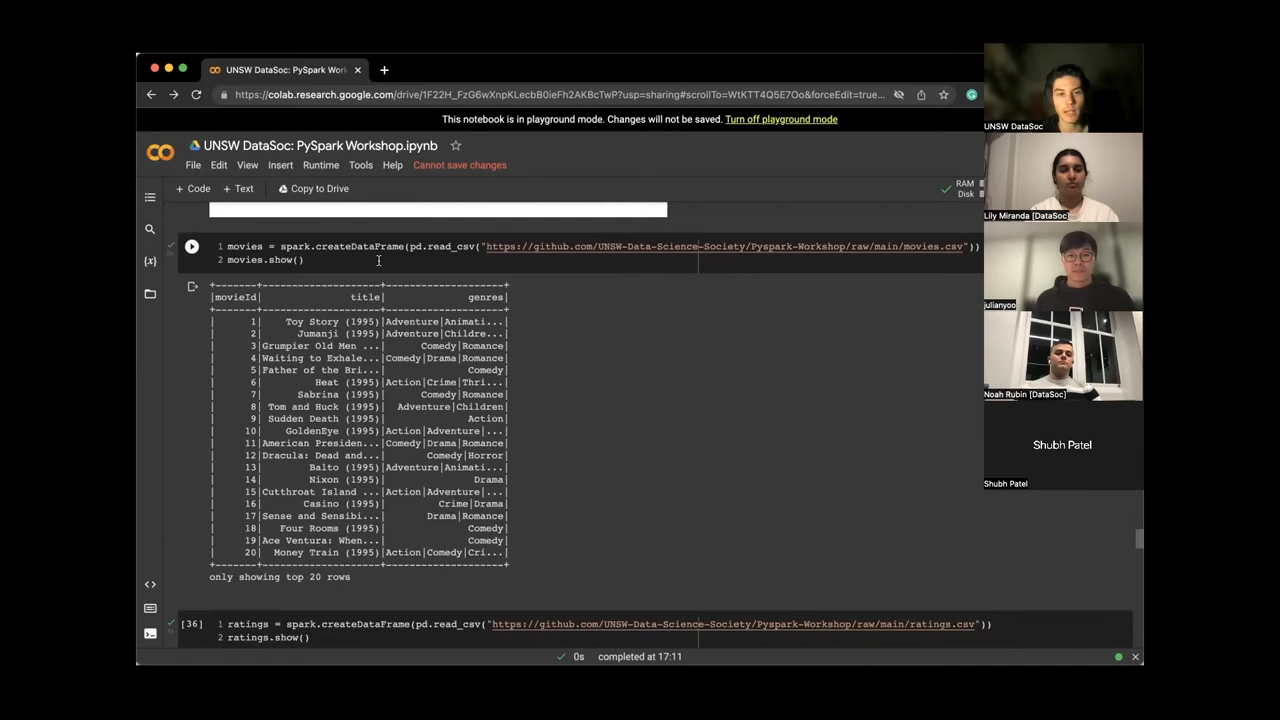 UNSW DataSoc: PySpark Work
https://colab.research.google.com/drive/1F22H_FzG6wXnpKLecbB0ieFh2AKBcTwP?usp=sharing#scrollTo=WtKTT4Q5E7Oo&forceEdit=true...
This notebook is in playground mode. Changes will not be saved. Turn off playground mode
UNSW DataSoc: PySpark Workshop.ipynb
File Edit View Insert Runtime Tools Help Cannot save changes
+ Code + Text Copy to Drive
RAM
Disk
1 movies = spark.createDataFrame(pd.read_csv("https://github.com/UNSW-Data-Science-Society/Pyspark-Workshop/raw/main/movies.csv"))
2 movies.show()
+-------+--------------------+--------------------+
|movieId|               title|              genres|
+-------+--------------------+--------------------+
|      1|    Toy Story (1995)|Adventure|Animati...|
|      2|      Jumanji (1995)|Adventure|Childre...|
|      3|Grumpier Old Men ...|      Comedy|Romance|
|      4|Waiting to Exhale...|Comedy|Drama|Romance|
|      5|Father of the Bri...|              Comedy|
|      6|         Heat (1995)|Action|Crime|Thri...|
|      7|      Sabrina (1995)|      Comedy|Romance|
|      8| Tom and Huck (1995)|  Adventure|Children|
|      9| Sudden Death (1995)|              Action|
|     10|    GoldenEye (1995)|Action|Adventure|...|
|     11|American Presiden...|Comedy|Drama|Romance|
|     12|Dracula: Dead and...|       Comedy|Horror|
|     13|        Balto (1995)|Adventure|Animati...|
|     14|        Nixon (1995)|               Drama|
|     15|Cutthroat Island ...|Action|Adventure|...|
|     16|       Casino (1995)|         Crime|Drama|
|     17|Sense and Sensibi...|       Drama|Romance|
|     18|   Four Rooms (1995)|              Comedy|
|     19|Ace Ventura: When...|              Comedy|
|     20|  Money Train (1995)|Action|Comedy|Cri...|
+-------+--------------------+--------------------+
only showing top 20 rows
[36] 1 ratings = spark.createDataFrame(pd.read_csv("https://github.com/UNSW-Data-Science-Society/Pyspark-Workshop/raw/main/ratings.csv"))
2 ratings.show()
0s completed at 17:11
UNSW DataSoc
Lily Miranda [DataSoc]
julianyoo
Noah Rubin [DataSoc]
Shubh Patel
Shubh Patel